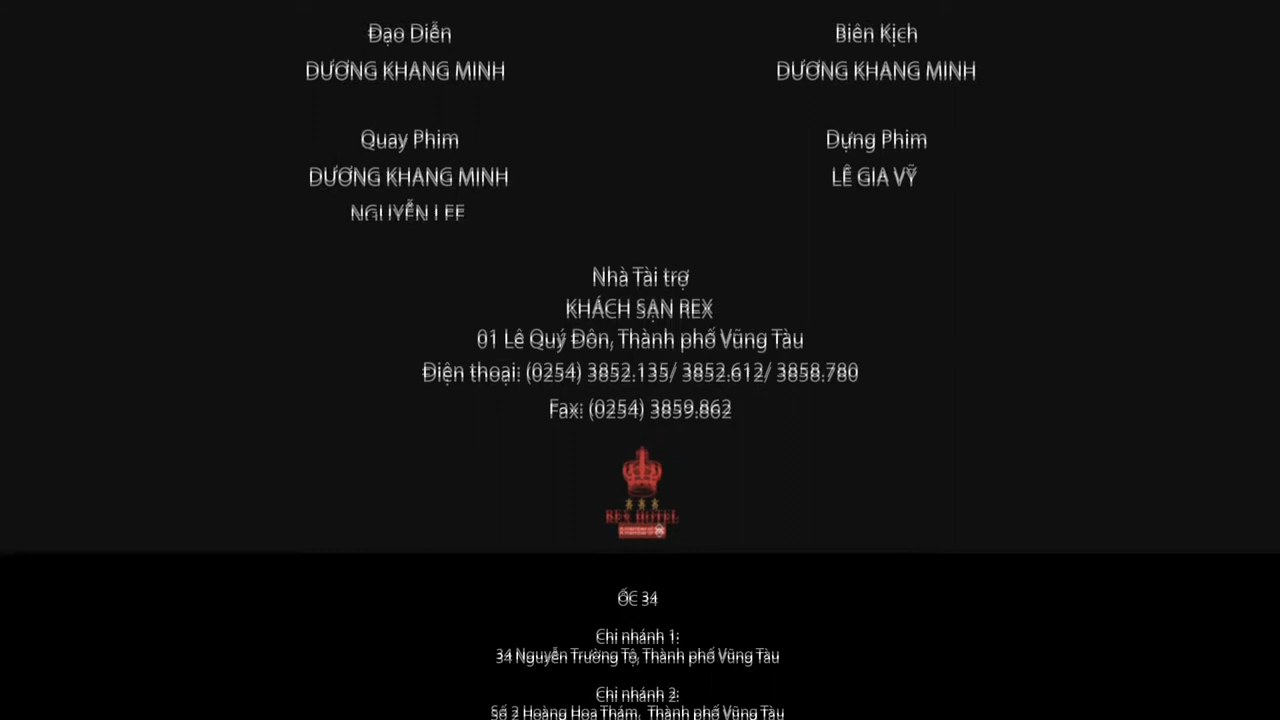 Đạo Diễn
DƯƠNG KHANG MINH
Biên Kịch
DƯƠNG KHANG MINH
Quay Phim
DƯƠNG KHANG MINH
NGUYỄN LEE
Dựng Phim
LÊ GIA VỸ
Nhà Tài trợ
KHÁCH SẠN REX
01 Lê Quý Đôn, Thành phố Vũng Tàu
Điện thoại: (0254) 3852.135/ 3852.612/ 3858.780
Fax: (0254) 3859.862
REX HOTEL
ỐC 34
Chi nhánh 1:
34 Nguyễn Trường Tộ, Thành phố Vũng Tàu
Chi nhánh 2:
Số 2 Hoàng Hoa Thám, Thành phố Vũng Tàu